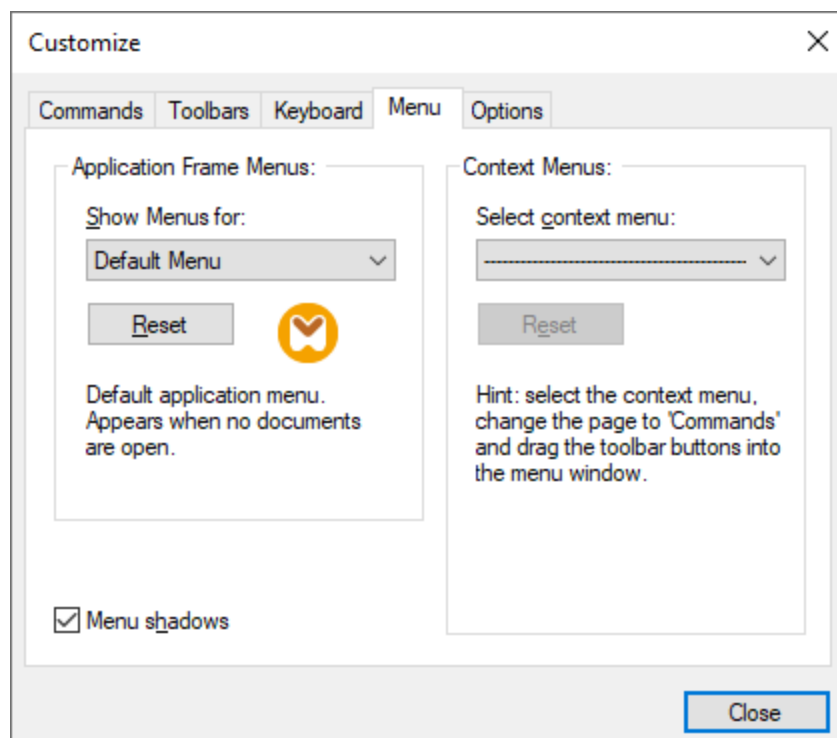 Customize
Commands Toolbars Keyboard Menu Options
Application Frame Menus:
Show Menus for:
Default Menu
Reset
Default application menu.
Appears when no documents
are open.
Context Menus:
Select context menu:
Reset
Hint: select the context menu,
change the page to 'Commands'
and drag the toolbar buttons into
the menu window.
Menu shadows
Close